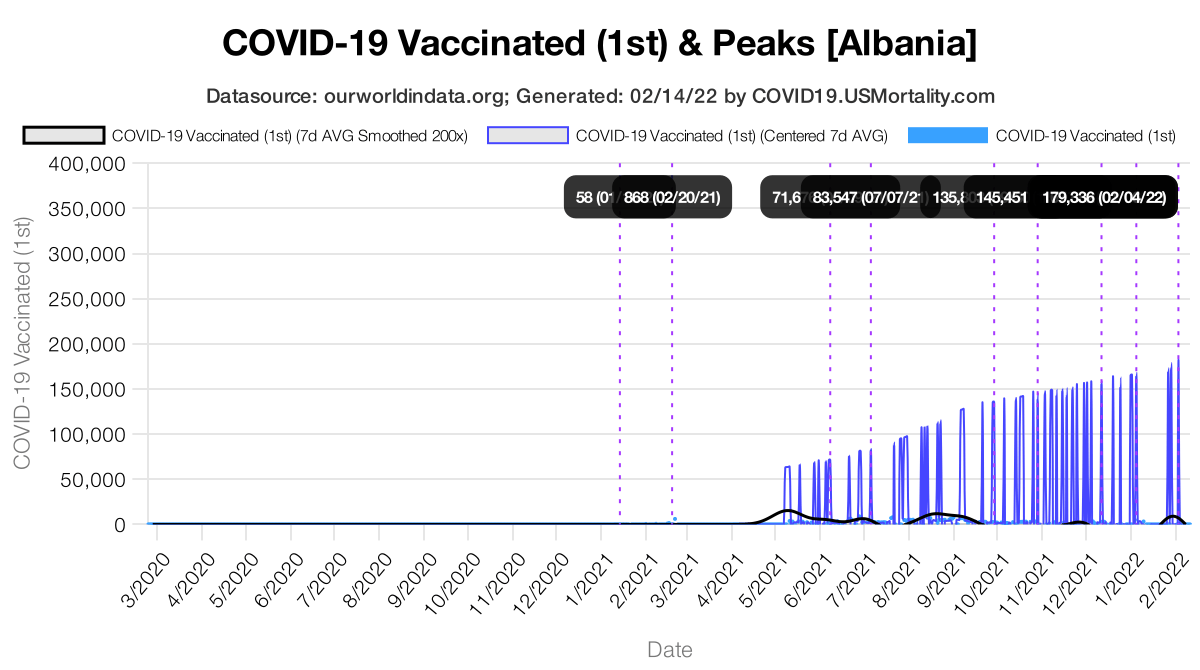 COVID-19 Vaccinated (1st) & Peaks [Albania]
Datasource: ourworldindata.org; Generated: 02/14/22 by COVID19.USMortality.com
COVID-19 Vaccinated (1st) (7d AVG Smoothed 200x) COVID-19 Vaccinated (1st) (Centered 7d AVG) COVID-19 Vaccinated (1st)
COVID-19 Vaccinated (1st)
400,000
350,000
300,000
250,000
200,000
150,000
100,000
50,000
0
58 (01/ 868 (02/20/21) 71,6 83,547 (07/07/21) 135,8 145,451 179,336 (02/04/22)
3/2020 4/2020 5/2020 6/2020 7/2020 8/2020 9/2020 10/2020 11/2020 12/2020 1/2021 2/2021 3/2021 4/2021 5/2021 6/2021 7/2021 8/2021 9/2021 10/2021 11/2021 12/2021 1/2022 2/2022
Date